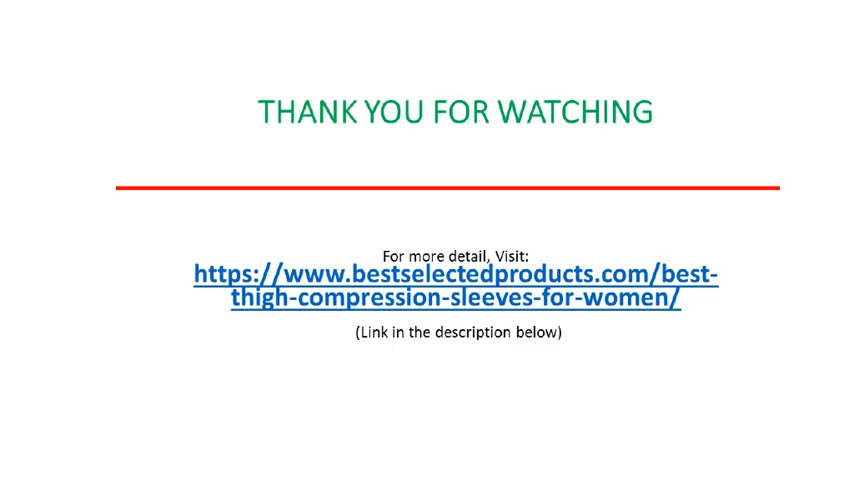 THANK YOU FOR WATCHING
For more detail, Visit:
https://www.bestselectedproducts.com/best-
thigh-compression-sleeves-for-women/
(Link in the description below)